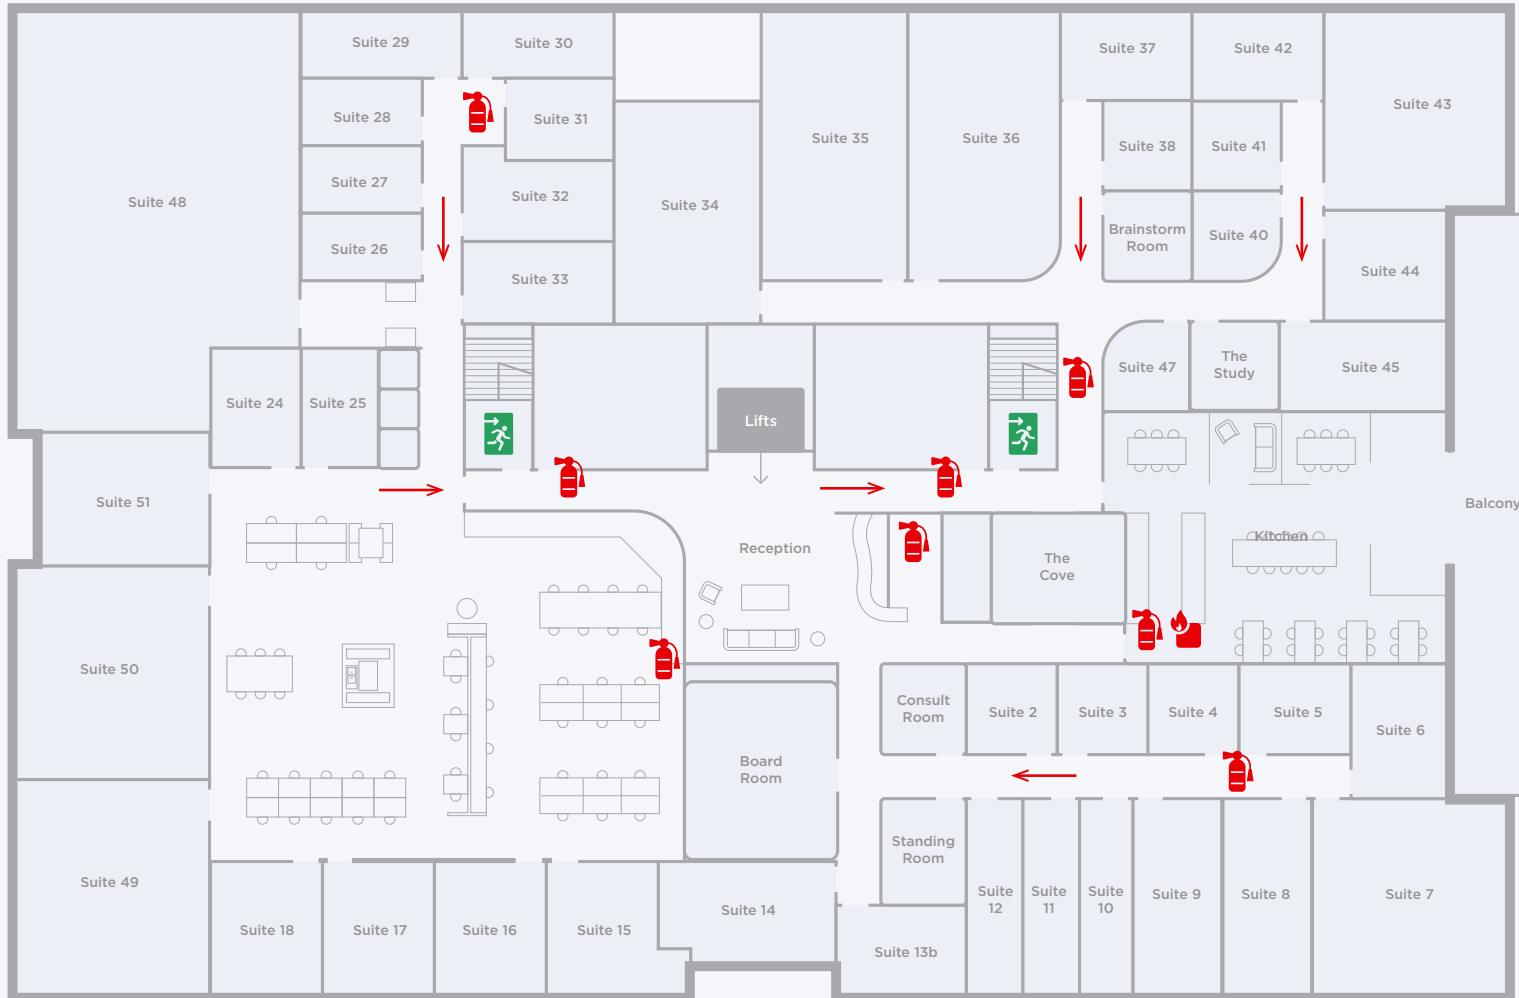 Suite 29
Suite 30
Suite 37
Suite 42
Suite 28
Suite 31
Suite 43
Suite 35
Suite 36
Suite 38
Suite 41
Suite 27
Suite 32
Suite 48
Suite 34
Suite 26
Suite 33
Brainstorm
Room
Suite 40
Suite 44
Suite 24
Suite 25
Lifts
Suite 47
The
Study
Suite 45
Suite 51
Balcony
Reception
Kitchen
The
Cove
Suite 50
Consult
Room
Suite 2
Suite 3
Suite 4
Suite 5
Suite 6
Board
Room
Standing
Room
Suite 49
Suite
12
Suite
11
Suite
10
Suite 9
Suite 8
Suite 7
Suite 18
Suite 17
Suite 16
Suite 15
Suite 14
Suite 13b